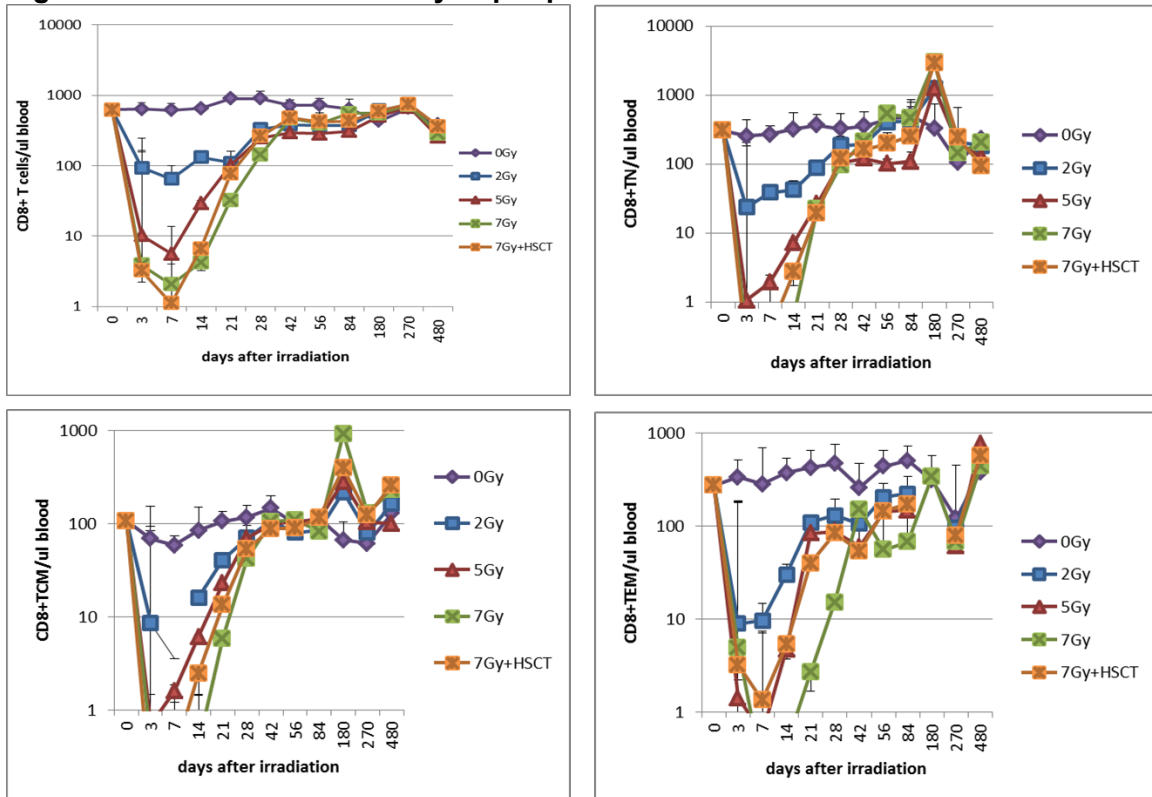 10000
1000
100
10
1
CD8+ T cells/ul blood
0 3 7 14 21 28 42 56 84 180 270 480
days after irradiation
0Gy
2Gy
5Gy
7Gy
7Gy+HSCT
10000
1000
100
10
1
CD8+TN/ul blood
0 3 7 14 21 28 42 56 84 180 270 480
days after irradiation
0Gy
2Gy
5Gy
7Gy
7Gy+HSCT
1000
100
10
1
CD8+TCM/ul blood
0 3 7 14 21 28 42 56 84 180 270 480
days after irradiation
0Gy
2Gy
5Gy
7Gy
7Gy+HSCT
1000
100
10
1
CD8+TEM/ul blood
0 3 7 14 21 28 42 56 84 180 270 480
days after irradiation
0Gy
2Gy
5Gy
7Gy
7Gy+HSCT